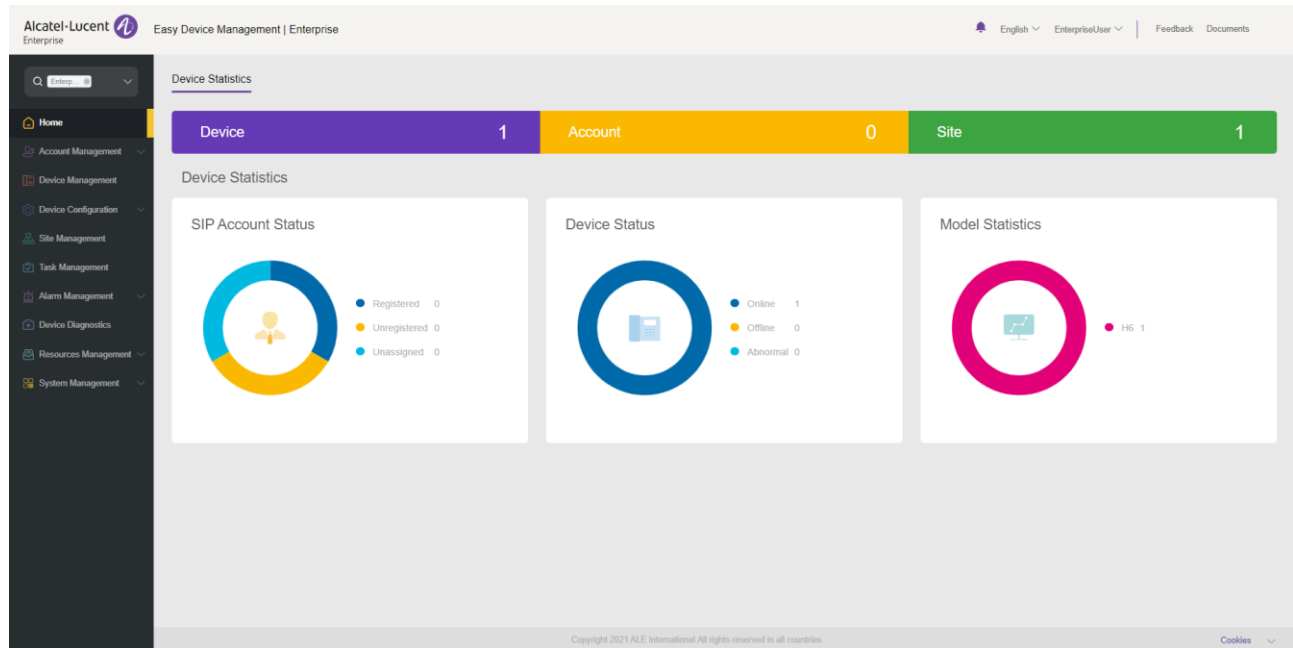 Alcatel·Lucent
Enterprise
Easy Device Management | Enterprise
English
EnterpriseUser
Feedback
Documents
Enterp...
Home
Account Management
Device Management
Device Configuration
Site Management
Task Management
Alarm Management
Device Diagnostics
Resources Management
System Management
Device Statistics
Device 1
Account 0
Site 1
Device Statistics
SIP Account Status
Registered 0
Unregistered 0
Unassigned 0
Device Status
Online 1
Offline 0
Abnormal 0
Model Statistics
H6 1
Copyright 2021 ALE International.All rights reserved in all countries
Cookies